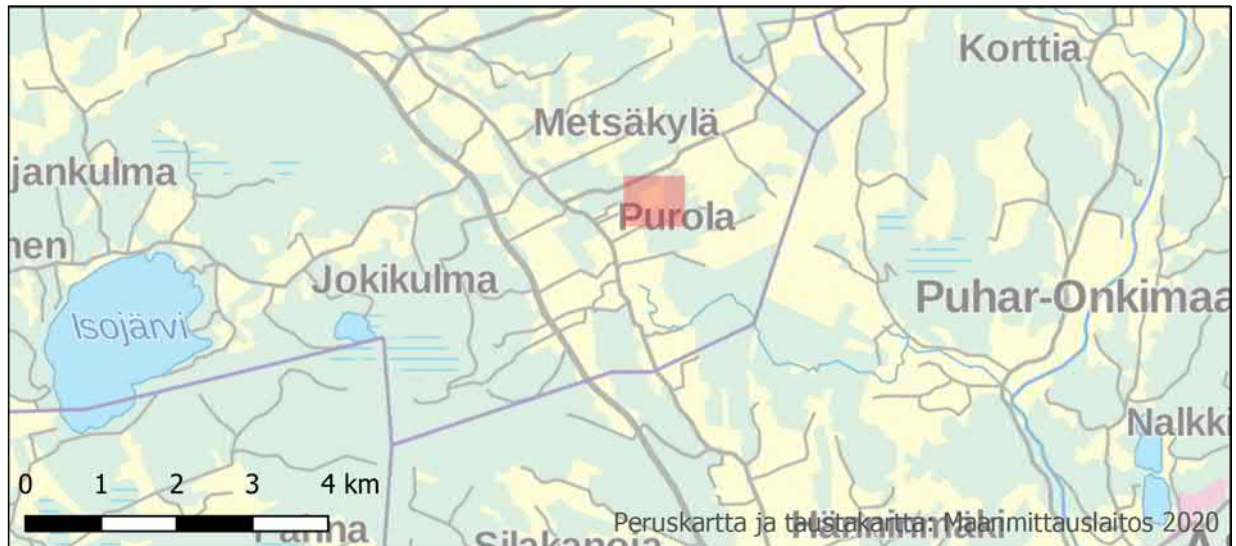 Korttia
Metsäkylä
jankulma
Purola
nen
Jokikulma
Puhar-Onkimaa
Isojärvi
Nalkki
0 1 2 3 4 km
Peruskartta ja taustakartta: Maanmittauslaitos 2020